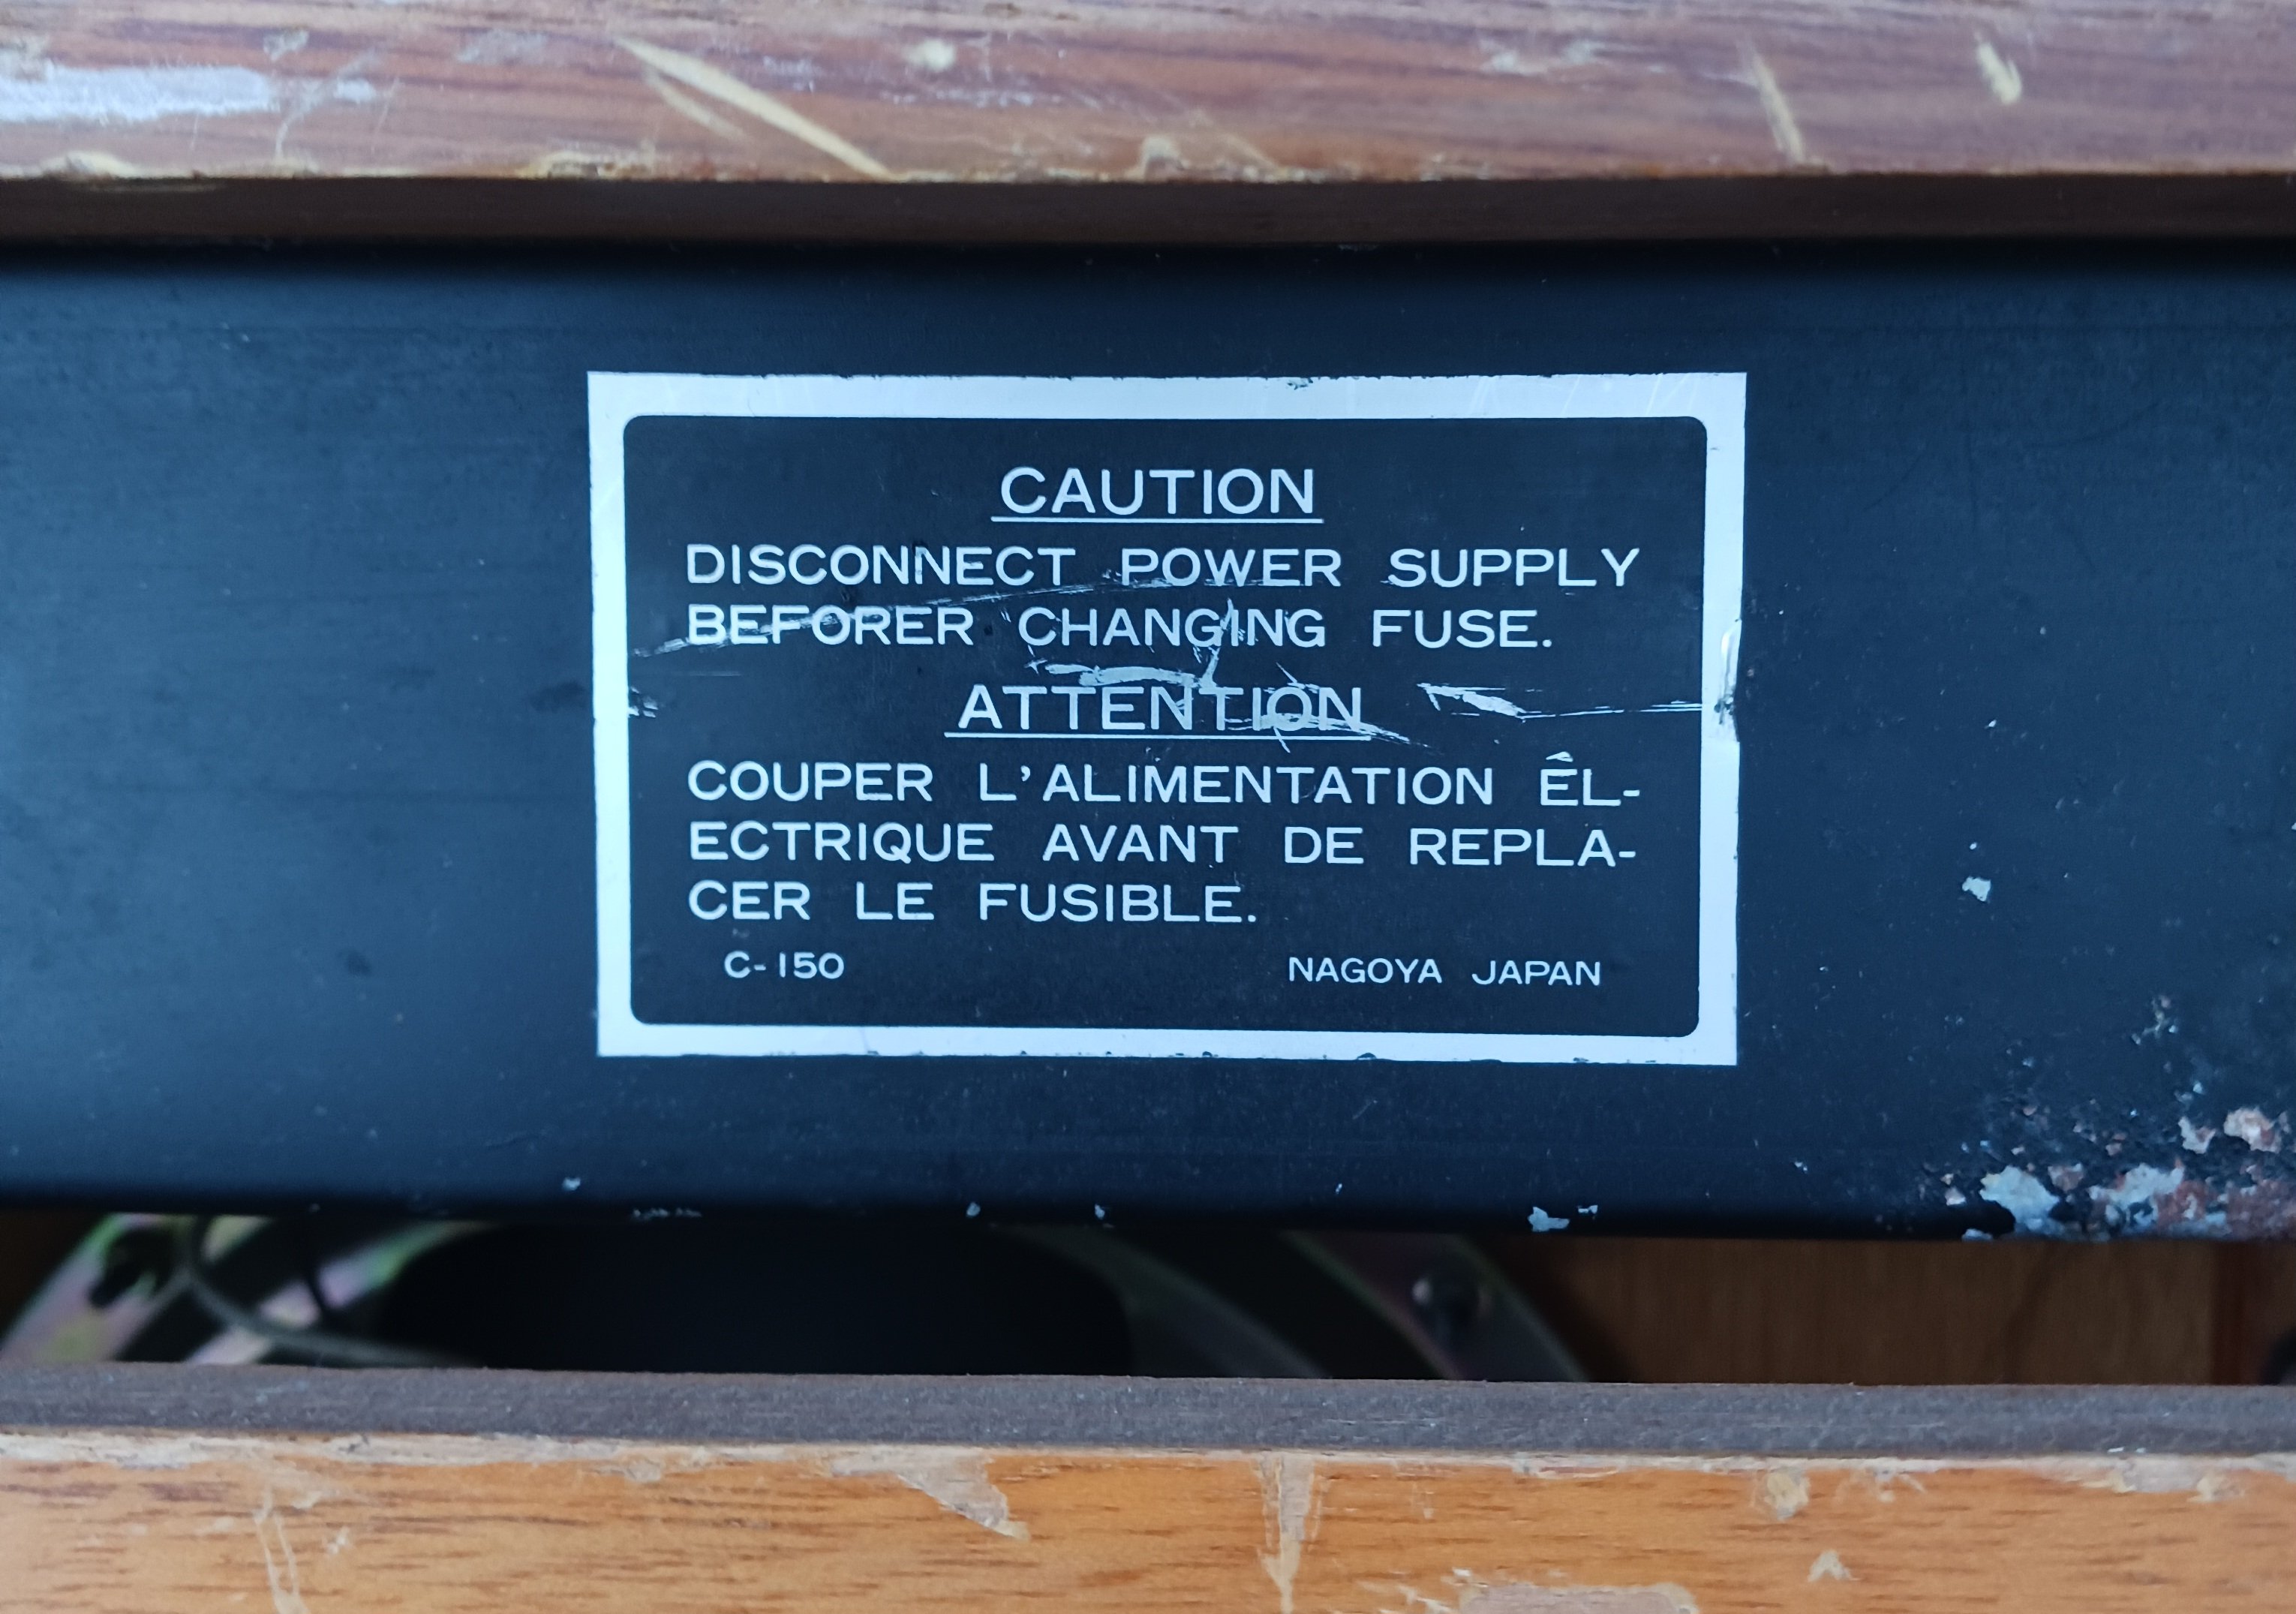 CAUTION
DISCONNECT POWER SUPPLY
BEFORER CHANGING FUSE.
ATTENTION
COUPER L'ALIMENTATION ÊL-
ECTRIQUE AVANT DE REPLA-
CER LE FUSIBLE.
C-150 NAGOYA JAPAN